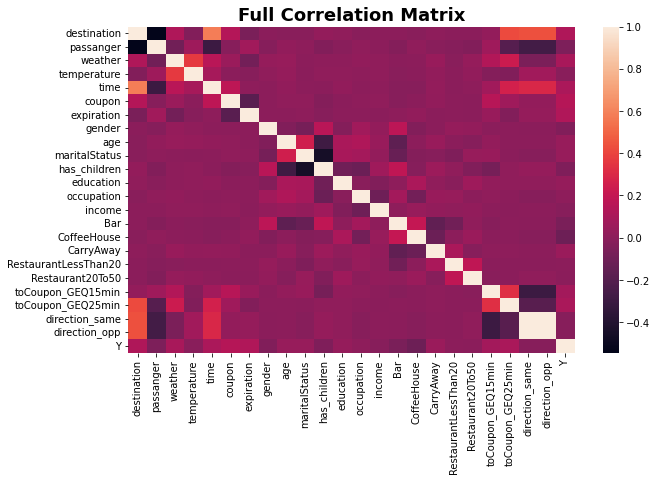 Full Correlation Matrix
destination
passanger
weather
temperature
time
coupon
expiration
gender
age
maritalStatus
has_children
education
occupation
income
Bar
CoffeeHouse
CarryAway
RestaurantLessThan20
Restaurant20To50
toCoupon_GEQ15min
toCoupon_GEQ25min
direction_same
direction_opp
Y
destination
passanger
weather
temperature
time
coupon
expiration
gender
age
maritalStatus
has_children
education
occupation
income
Bar
CoffeeHouse
CarryAway
RestaurantLessThan20
Restaurant20To50
toCoupon_GEQ15min
toCoupon_GEQ25min
direction_same
direction_opp
Y
1.0
0.8
0.6
0.4
0.2
0.0
−0.2
−0.4